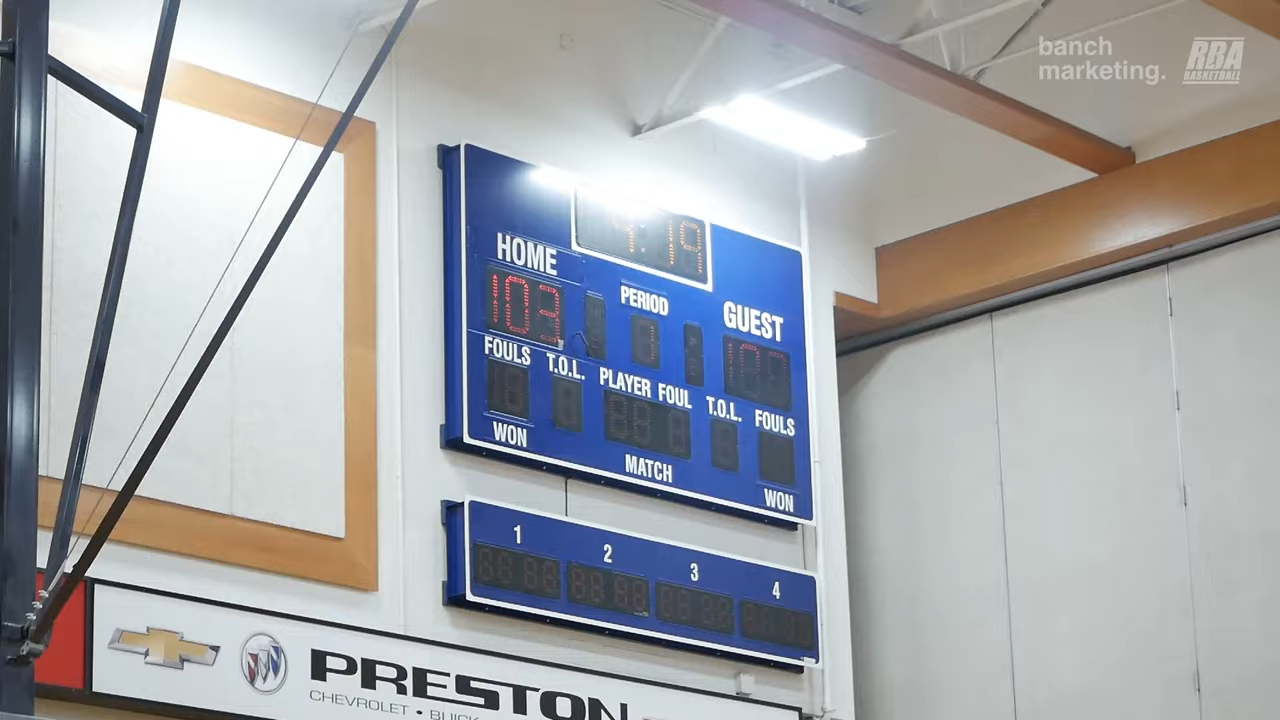 banch
marketing.
RBA
BASKETBALL
HOME
103
PERIOD
GUEST
FOULS
T.O.L.
PLAYER FOUL
T.O.L.
FOULS
WON
MATCH
WON
1
2
3
4
PRESTON
CHEVROLET • BUICK